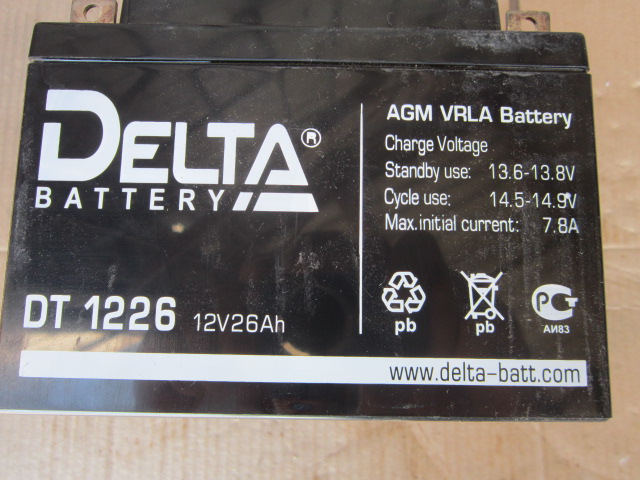 DELTA®
BATTERY
DT 1226 12V26Ah
AGM VRLA Battery
Charge Voltage
Standby use: 13.6-13.8V
Cycle use: 14.5-14.9V
Max.initial current: 7.8A
pb
pb
РСТ
АИ83
www.delta-batt.com